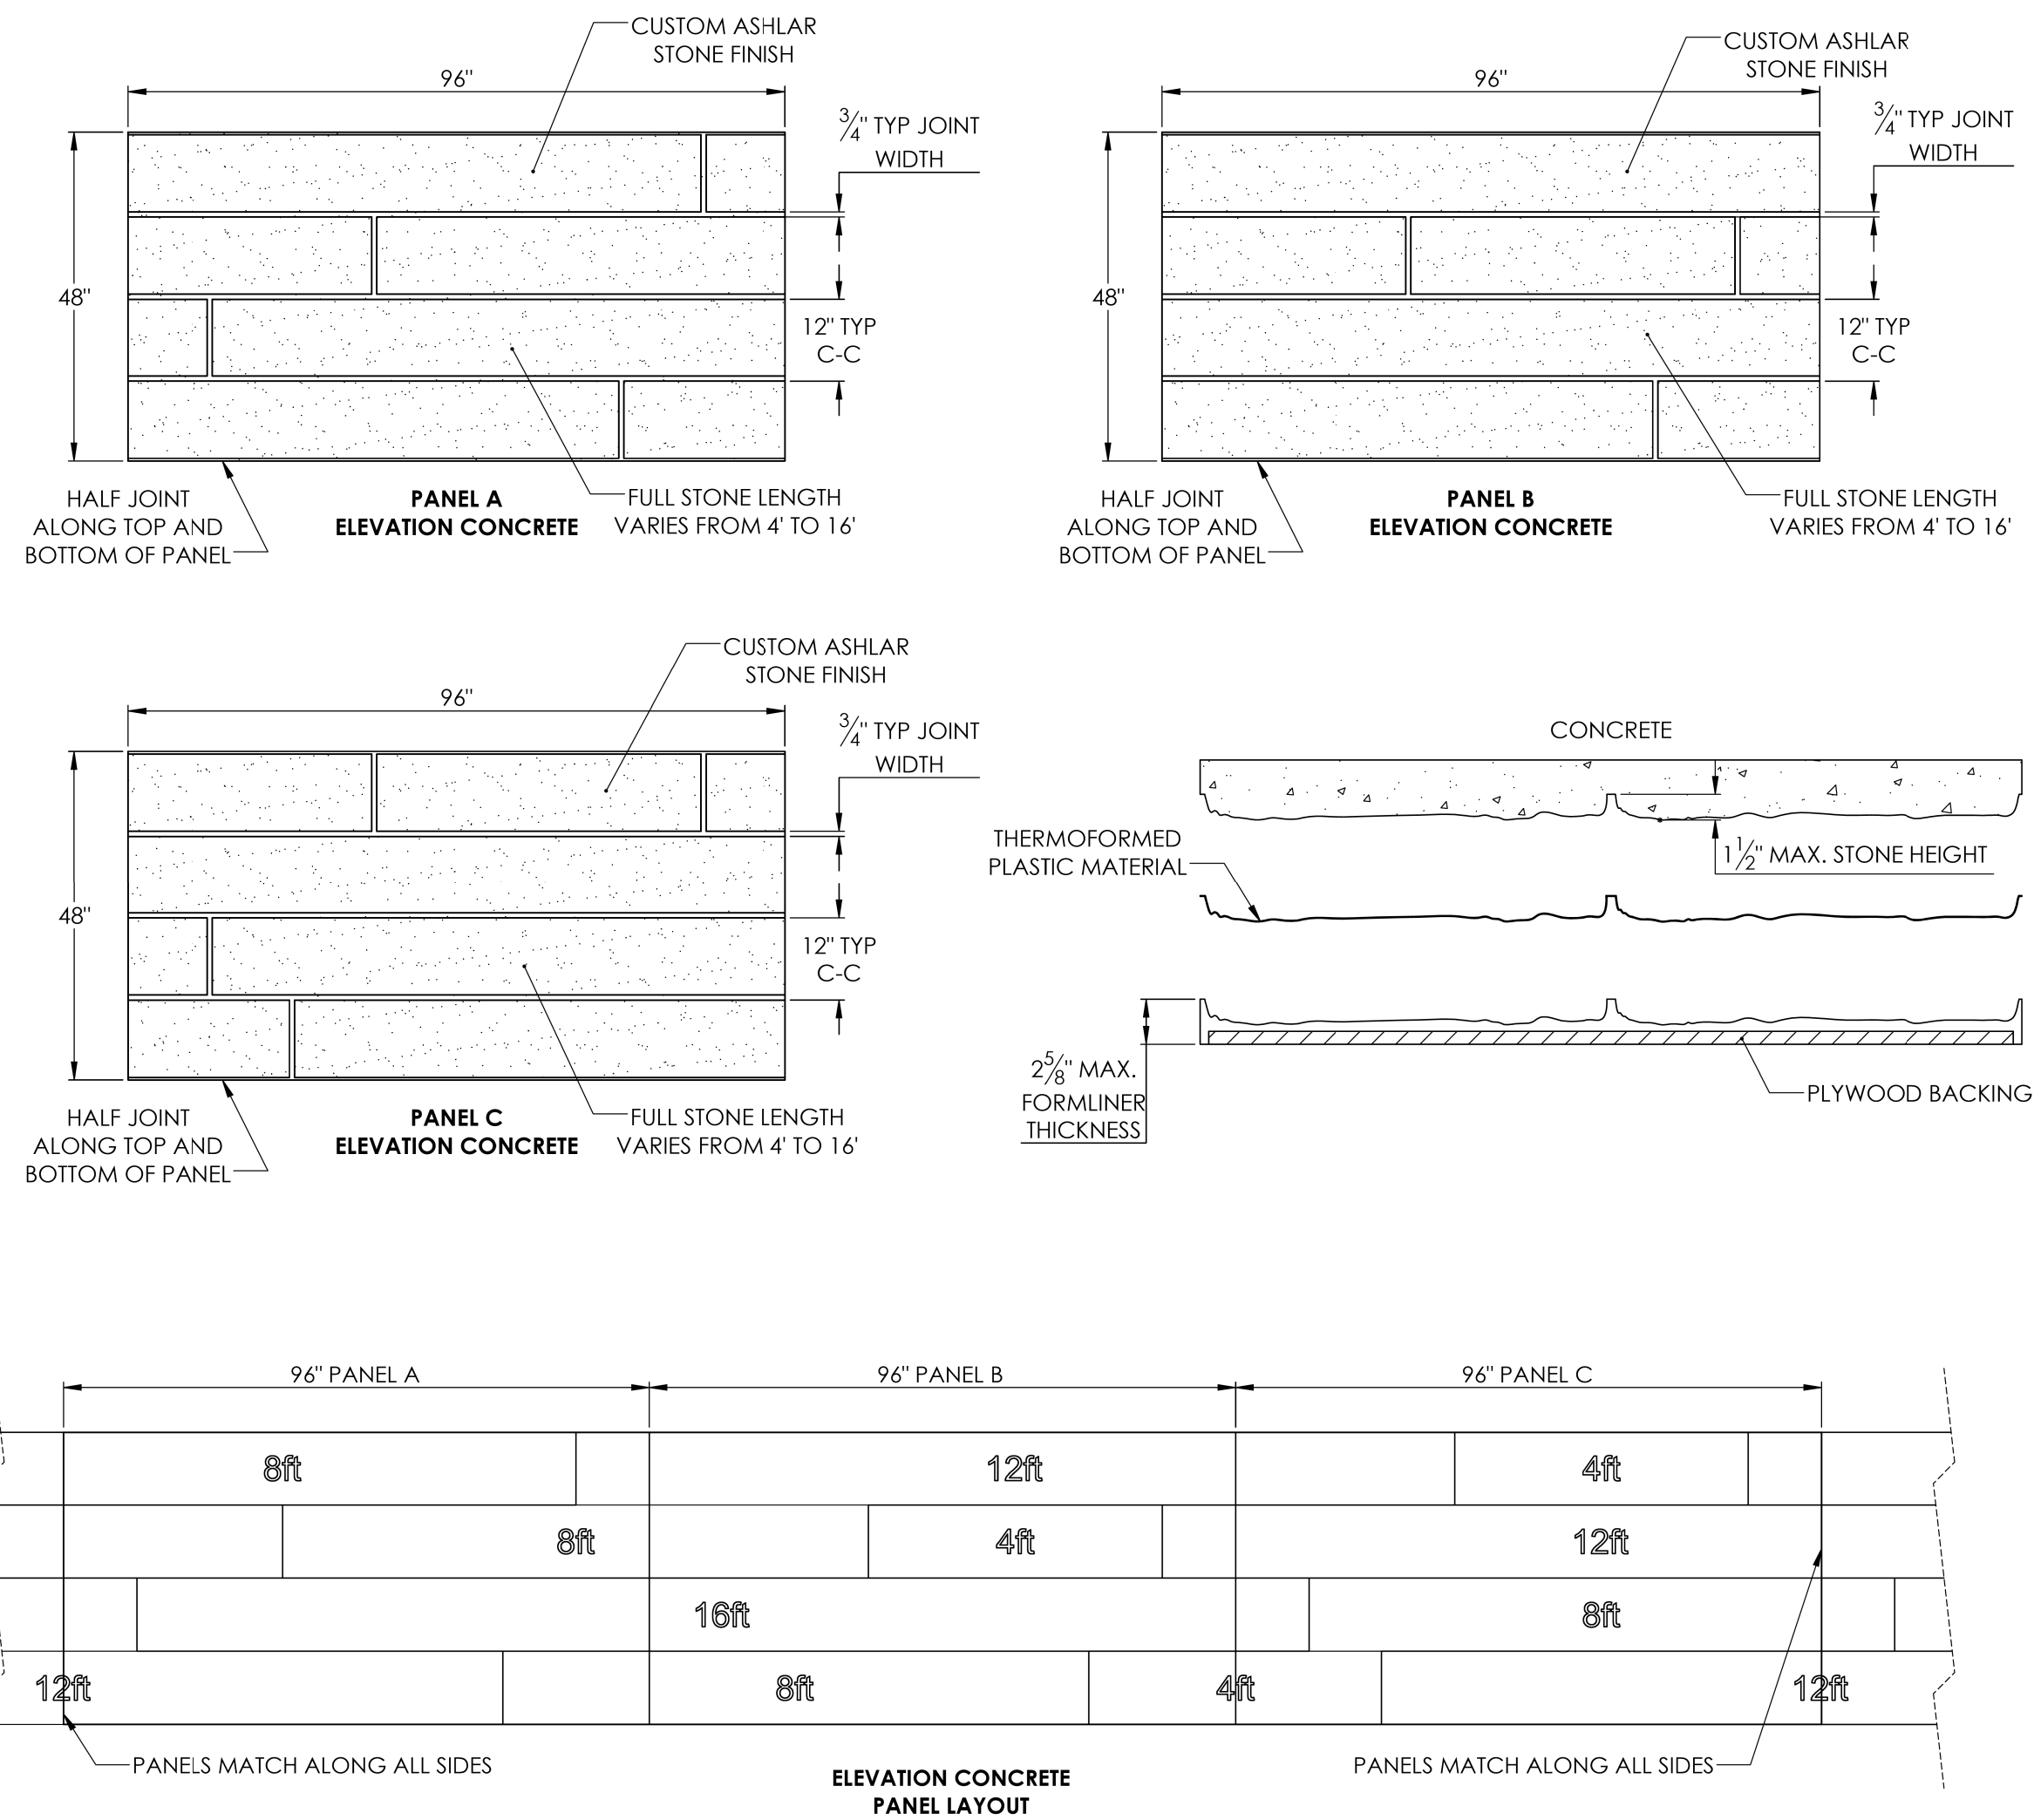 CUSTOM ASHLAR
STONE FINISH
96"
3/4" TYP JOINT
WIDTH
48"
12" TYP
C-C
HALF JOINT
ALONG TOP AND
BOTTOM OF PANEL
PANEL A
ELEVATION CONCRETE
FULL STONE LENGTH
VARIES FROM 4' TO 16'
CUSTOM ASHLAR
STONE FINISH
96"
3/4" TYP JOINT
WIDTH
48"
12" TYP
C-C
HALF JOINT
ALONG TOP AND
BOTTOM OF PANEL
PANEL B
ELEVATION CONCRETE
FULL STONE LENGTH
VARIES FROM 4' TO 16'
CUSTOM ASHLAR
STONE FINISH
96"
3/4" TYP JOINT
WIDTH
48"
12" TYP
C-C
HALF JOINT
ALONG TOP AND
BOTTOM OF PANEL
PANEL C
ELEVATION CONCRETE
FULL STONE LENGTH
VARIES FROM 4' TO 16'
CONCRETE
THERMOFORMED
PLASTIC MATERIAL
1 1/2" MAX. STONE HEIGHT
2 5/8" MAX.
FORMLINER
THICKNESS
PLYWOOD BACKING
96" PANEL A
96" PANEL B
96" PANEL C
8ft
12ft
4ft
8ft
4ft
12ft
16ft
8ft
12ft
8ft
4ft
12ft
PANELS MATCH ALONG ALL SIDES
PANELS MATCH ALONG ALL SIDES
ELEVATION CONCRETE
PANEL LAYOUT